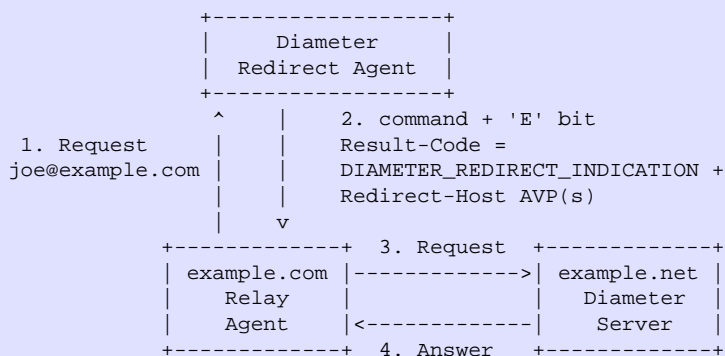 +------------------+
|     Diameter     |
|  Redirect Agent  |
+------------------+
^    |    2. command + 'E' bit
1. Request     |    |    Result-Code =
joe@example.com |    |    DIAMETER_REDIRECT_INDICATION +
|    |    Redirect-Host AVP(s)
|    v
+-------------+  3. Request  +-------------+
| example.com |------------->| example.net |
|    Relay    |              |   Diameter  |
|    Agent    |<-------------|    Server   |
+-------------+  4. Answer   +-------------+